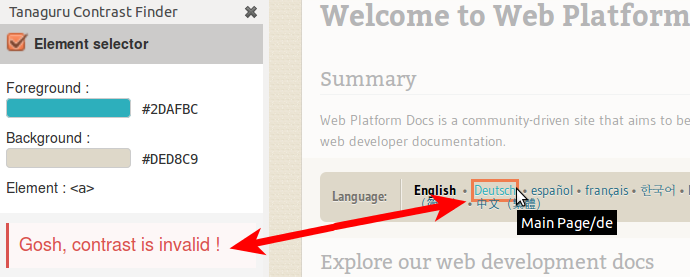 Tanaguru Contrast Finder
Element selector
Foreground :
#2DAFBC
Background :
#DED8C9
Element : <a>
Gosh, contrast is invalid !
Welcome to Web Platform
Summary
Web Platform Docs is a community-driven site that aims to be
web developer documentation.
Language:
English • Deutsch • español • français • 한국어 •
• 中文 (繁體)
Main Page/de
Explore our web development docs